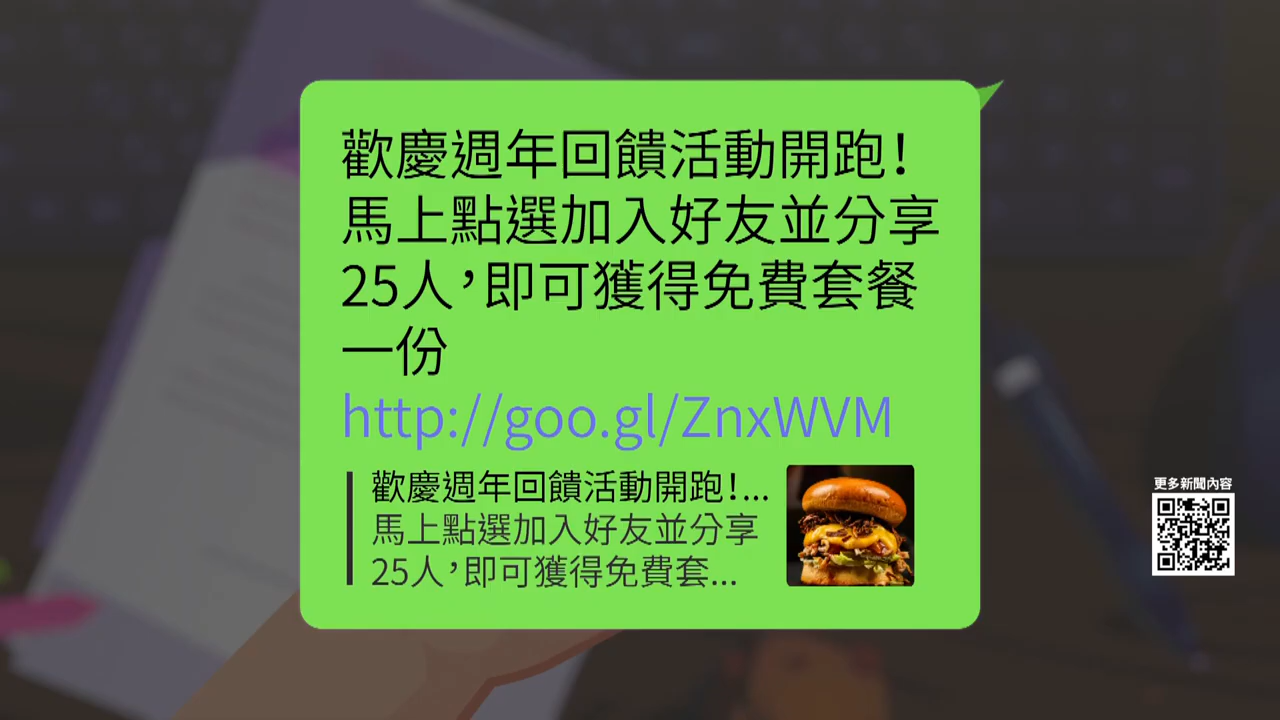 歡慶週年回饋活動開跑！
馬上點選加入好友並分享
25人，即可獲得免費套餐
一份
http://goo.gl/ZnxWVM
歡慶週年回饋活動開跑！...
馬上點選加入好友並分享
25人，即可獲得免費套...
更多新聞內容